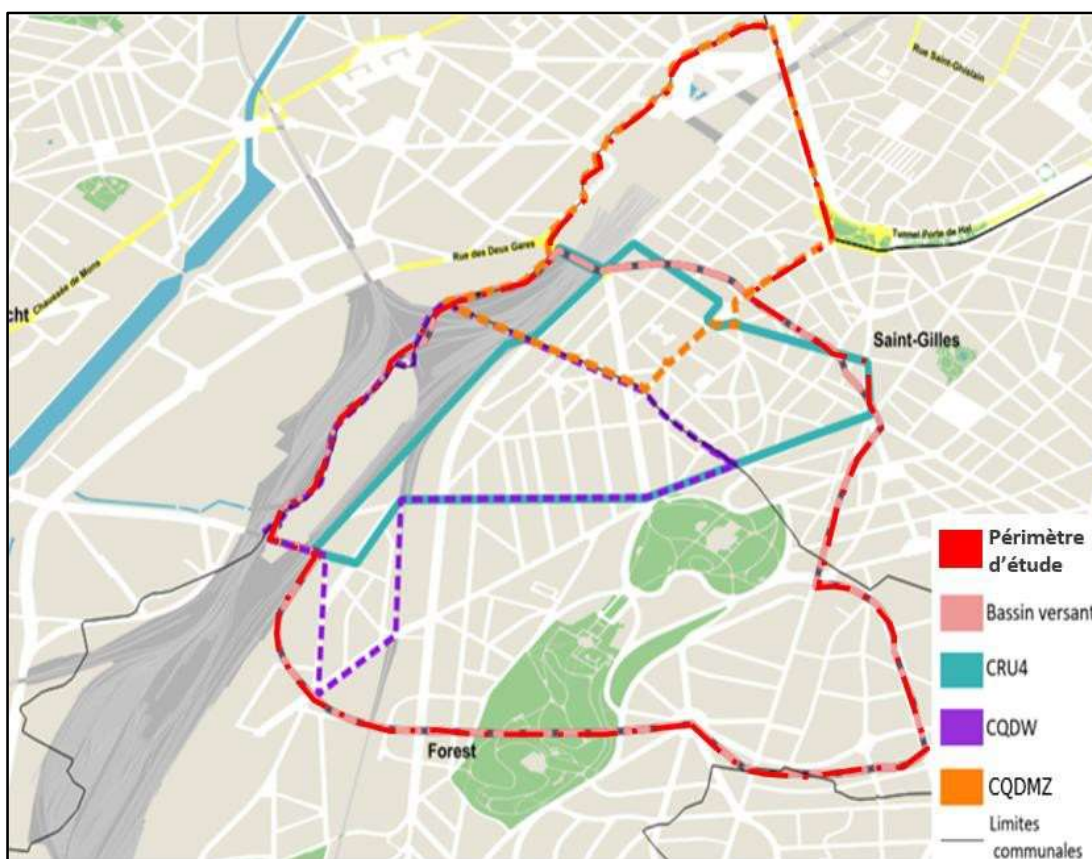 Rue Saint-Ghislain
Tunnel Porte de Hal
Rue des Deux Gares
Chaussée de Mons
cht
Saint-Gilles
Forest
Périmètre
d'étude
Bassin versant
CRU4
CQDW
CQDMZ
Limites
communales